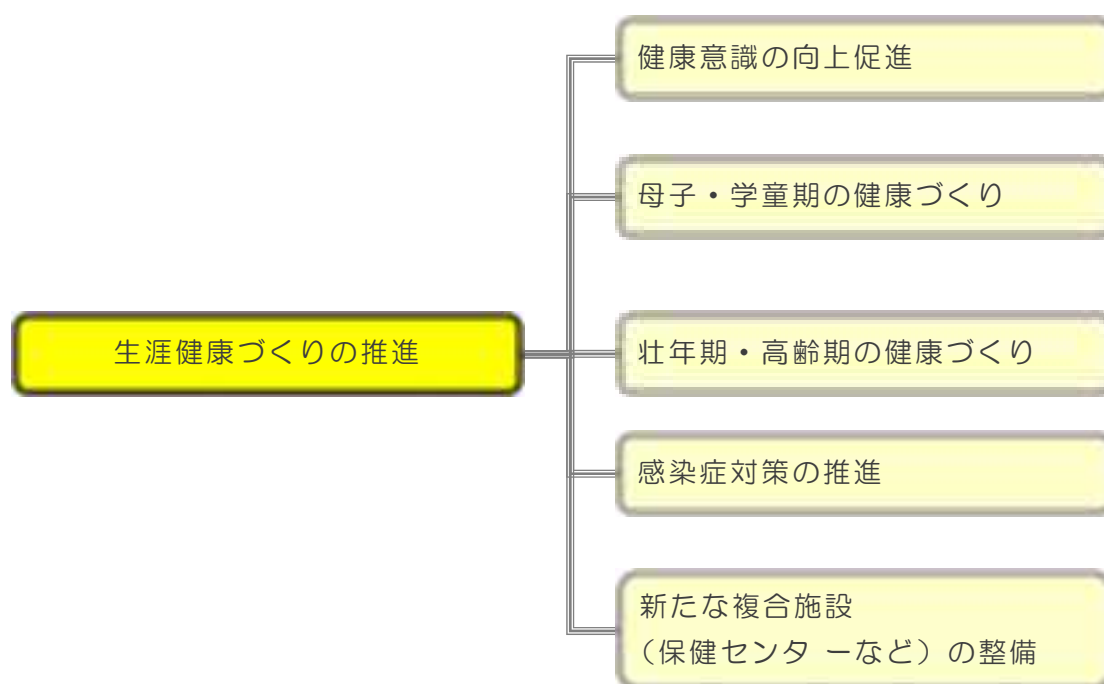 健康意識の向上促進
母子・学童期の健康づくり
生涯健康づくりの推進
壮年期・高齢期の健康づくり
感染症対策の推進
新たな複合施設
（保健センタ ーなど）の整備